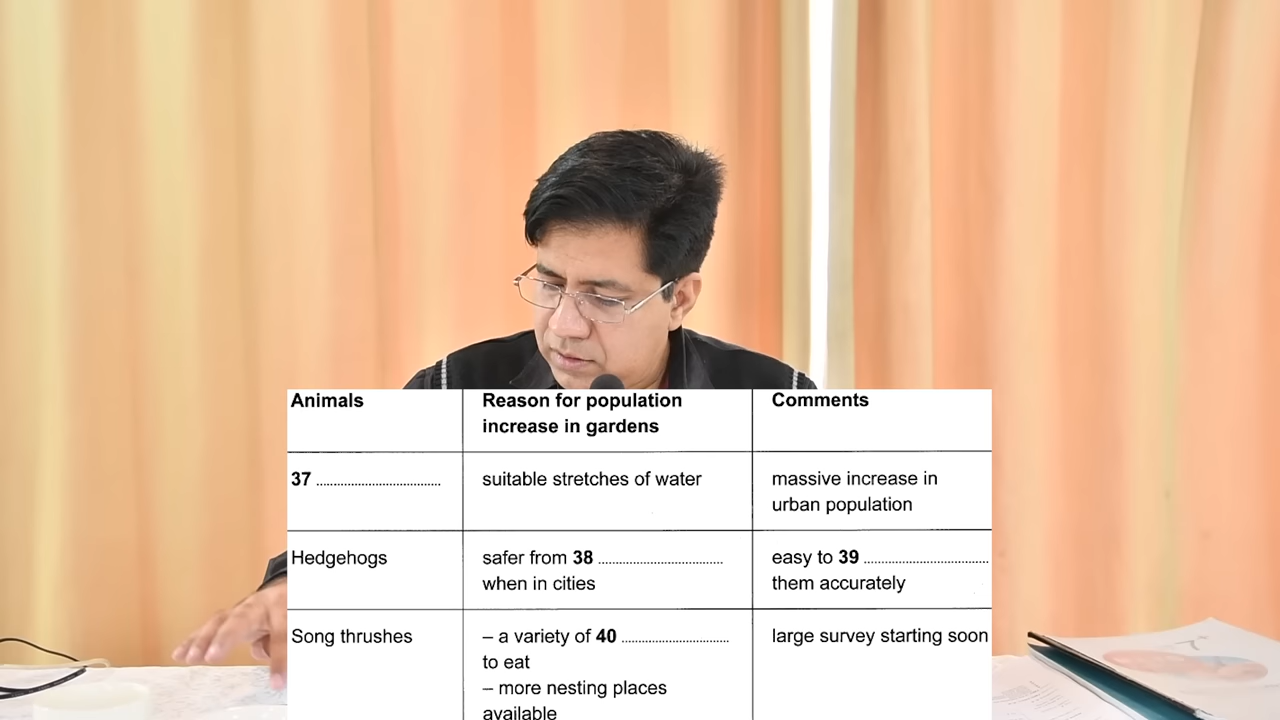 Animals
Reason for population
increase in gardens
Comments
37 ....................................
suitable stretches of water
massive increase in
urban population
Hedgehogs
safer from 38 ....................................
when in cities
easy to 39 ....................................
them accurately
Song thrushes
– a variety of 40 ...............................
to eat
– more nesting places
available
large survey starting soon